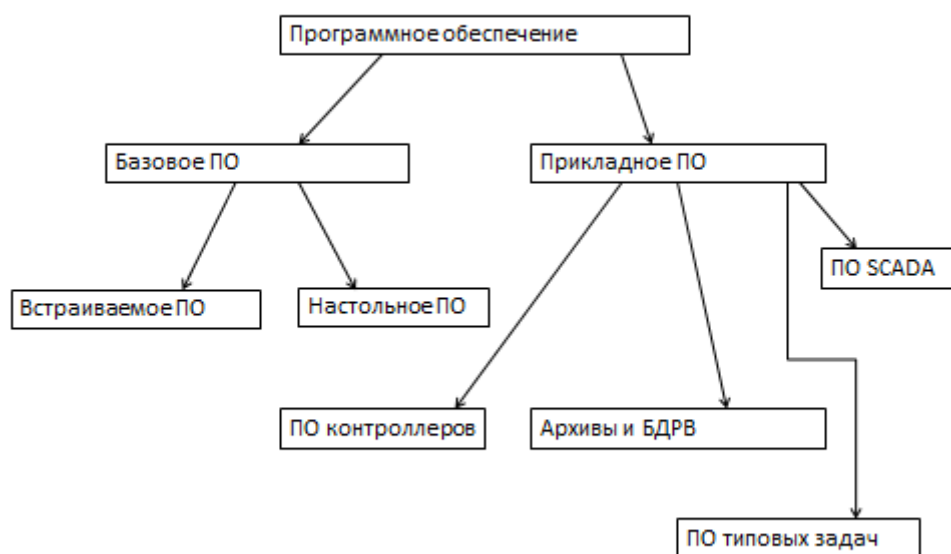 Программное обеспечение
Базовое ПО
Прикладное ПО
ПО SCADA
Встраиваемое ПО
Настольное ПО
ПО контроллеров
Архивы и БДРВ
ПО типовых задач